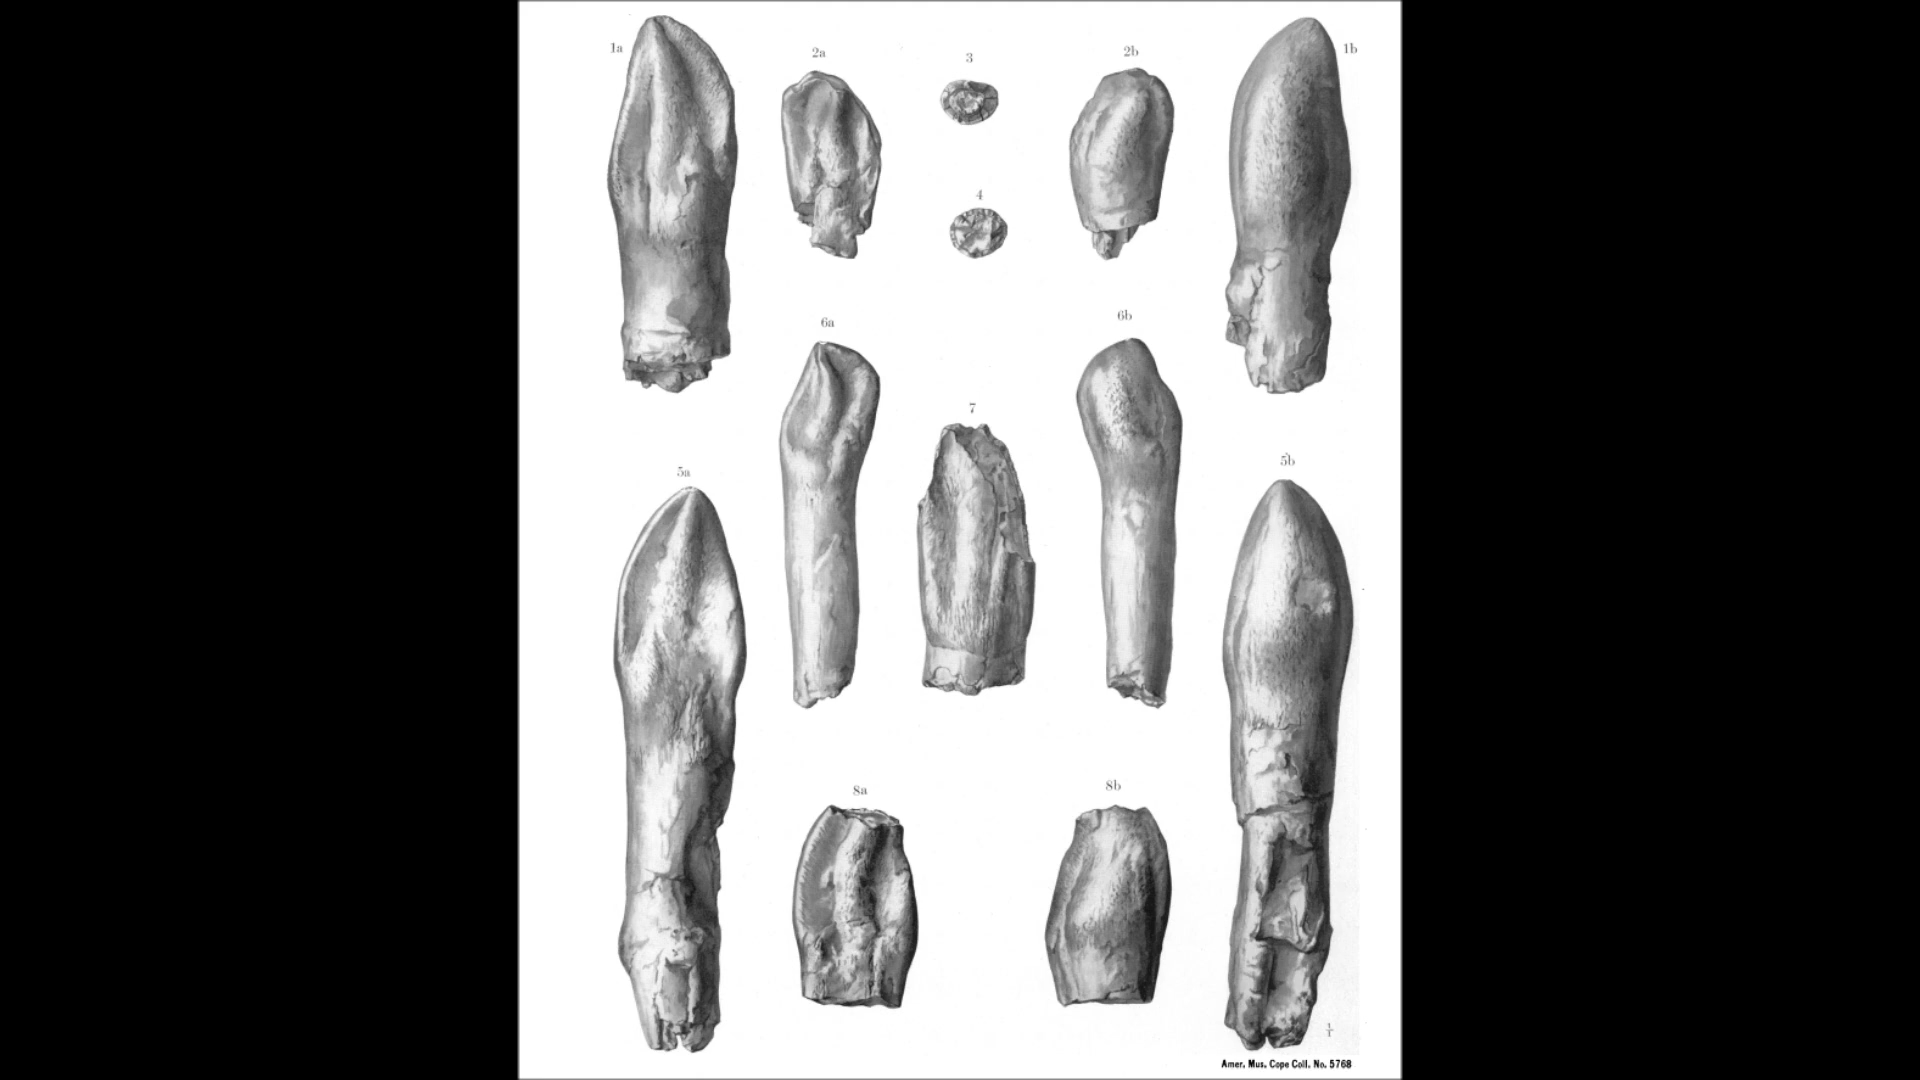 1a
2a
3
2b
1b
4
6a
6b
7
5a
5b
8a
8b
1/1
Amer. Mus. Cope Coll. No. 5768